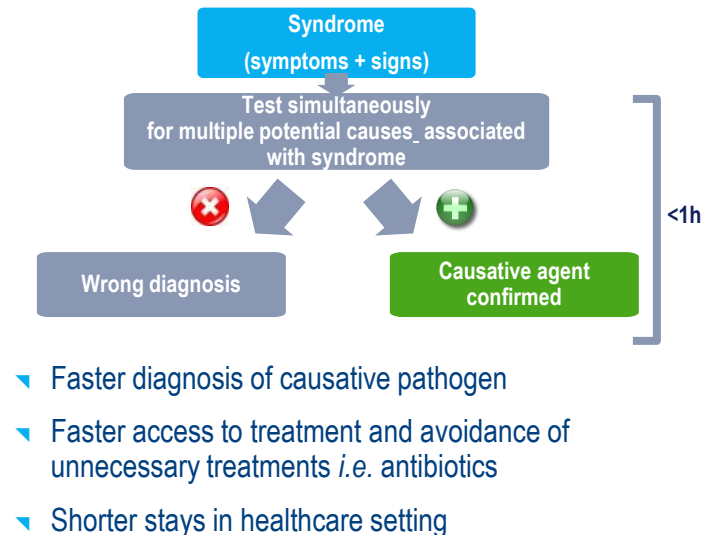 Syndrome
(symptoms + signs)
Test simultaneously
for multiple potential causes_ associated
with syndrome
<1h
Wrong diagnosis
Causative agent
confirmed
Faster diagnosis of causative pathogen
Faster access to treatment and avoidance of
unnecessary treatments i.e. antibiotics
Shorter stays in healthcare setting